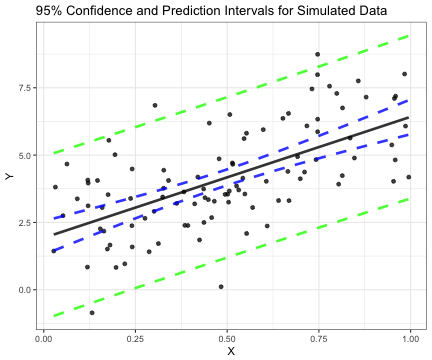 95% Confidence and Prediction Intervals for Simulated Data
7.5
5.0
2.5
0.0
Y
0.00 0.25 0.50 0.75 1.00
X